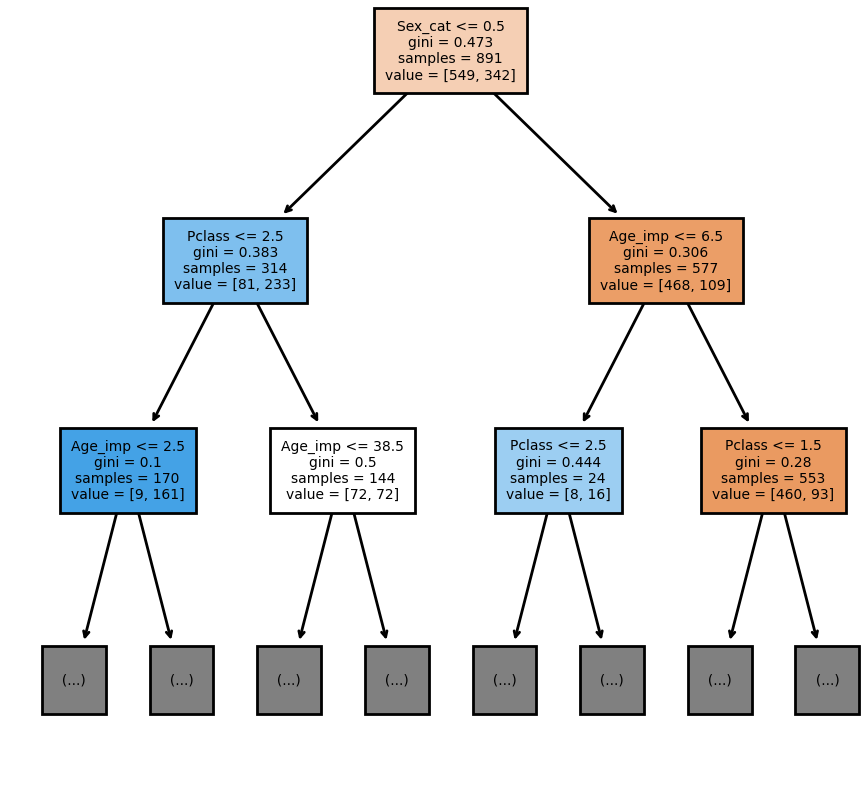 Sex_cat <= 0.5
gini = 0.473
samples = 891
value = [549, 342]
Pclass <= 2.5
gini = 0.383
samples = 314
value = [81, 233]
Age_imp <= 6.5
gini = 0.306
samples = 577
value = [468, 109]
Age_imp <= 2.5
gini = 0.1
samples = 170
value = [9, 161]
Age_imp <= 38.5
gini = 0.5
samples = 144
value = [72, 72]
Pclass <= 2.5
gini = 0.444
samples = 24
value = [8, 16]
Pclass <= 1.5
gini = 0.28
samples = 553
value = [460, 93]
(...)
(...)
(...)
(...)
(...)
(...)
(...)
(...)